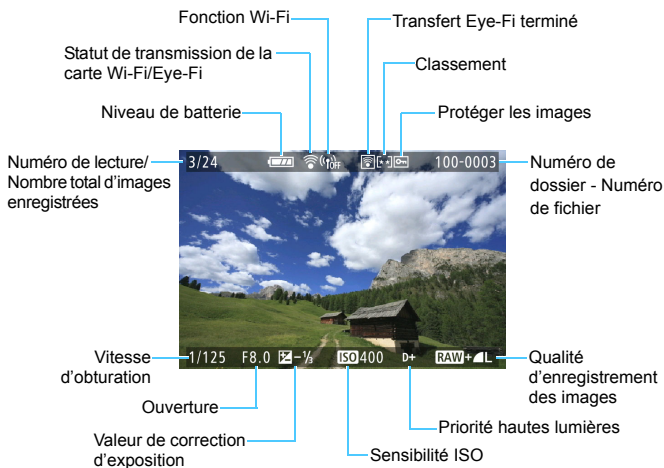 Fonction Wi-Fi
Transfert Eye-Fi terminé
Statut de transmission de la
carte Wi-Fi/Eye-Fi
Classement
Niveau de batterie
Protéger les images
Numéro de lecture/
Nombre total d'images
enregistrées
3/24
OFF
100-0003
Numéro de
dossier - Numéro
de fichier
1/125 F8.0 -⅓ ISO 400 D+ RAW+L
Vitesse
d'obturation
Qualité
d'enregistrement
des images
Ouverture
Priorité hautes lumières
Valeur de correction
d'exposition
Sensibilité ISO